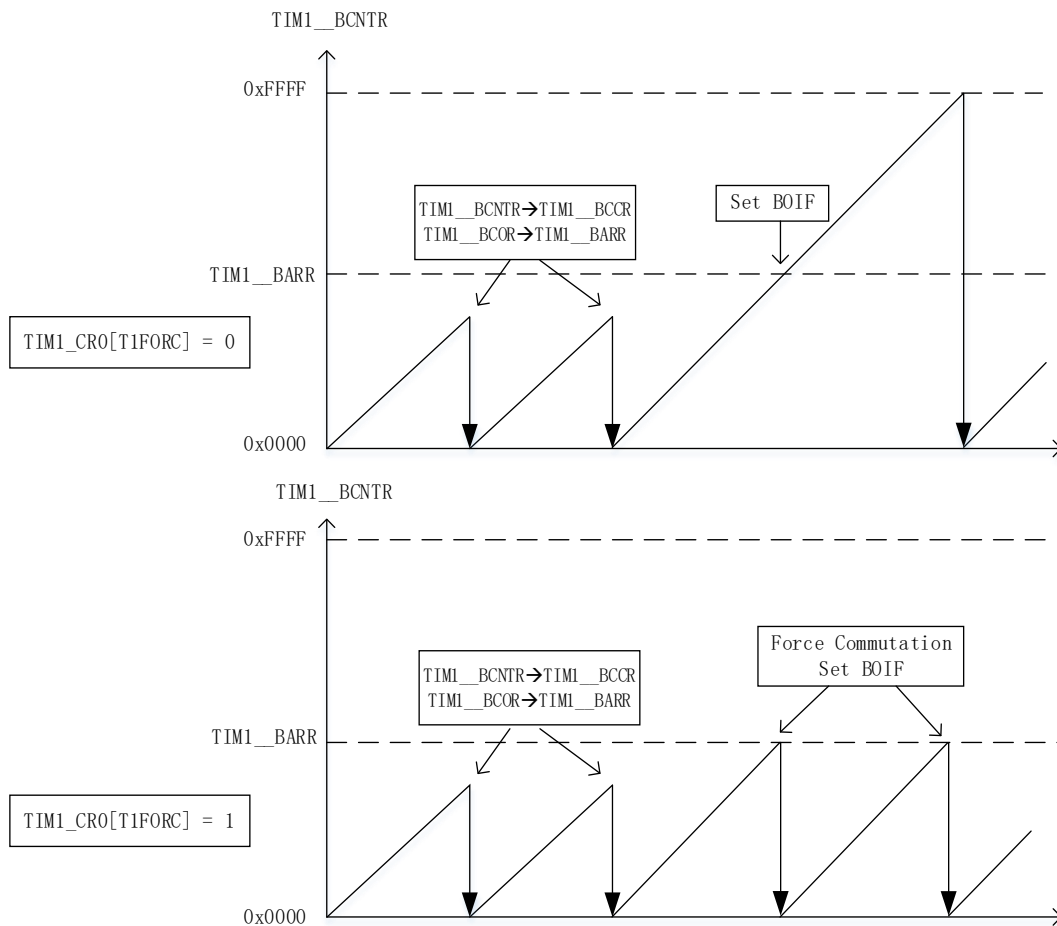 TIM1__BCNTR
0xFFFF
TIM1__BCNTR→TIM1__BCCR
TIM1__BCOR→TIM1__BARR
Set BOIF
TIM1__BARR
TIM1_CR0[T1FORC] = 0
0x0000
TIM1__BCNTR
0xFFFF
Force Commutation
Set BOIF
TIM1__BCNTR→TIM1__BCCR
TIM1__BCOR→TIM1__BARR
TIM1__BARR
TIM1_CR0[T1FORC] = 1
0x0000